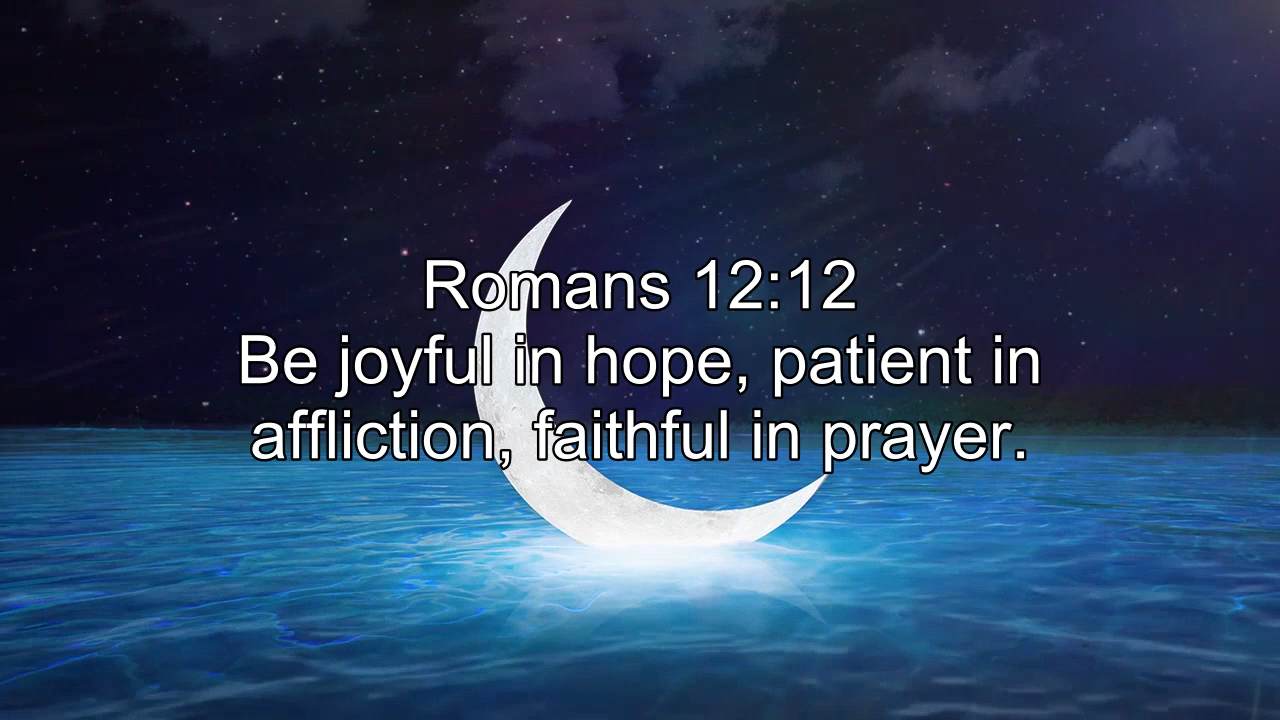 Romans 12:12
Be joyful in hope, patient in
affliction, faithful in prayer.